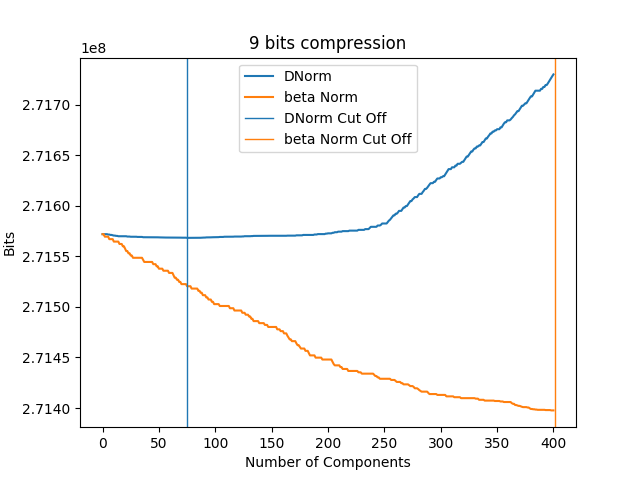 9 bits compression
1e8
DNorm
beta Norm
DNorm Cut Off
beta Norm Cut Off
2.7170
2.7165
2.7160
2.7155
2.7150
2.7145
2.7140
Bits
0 50 100 150 200 250 300 350 400
Number of Components